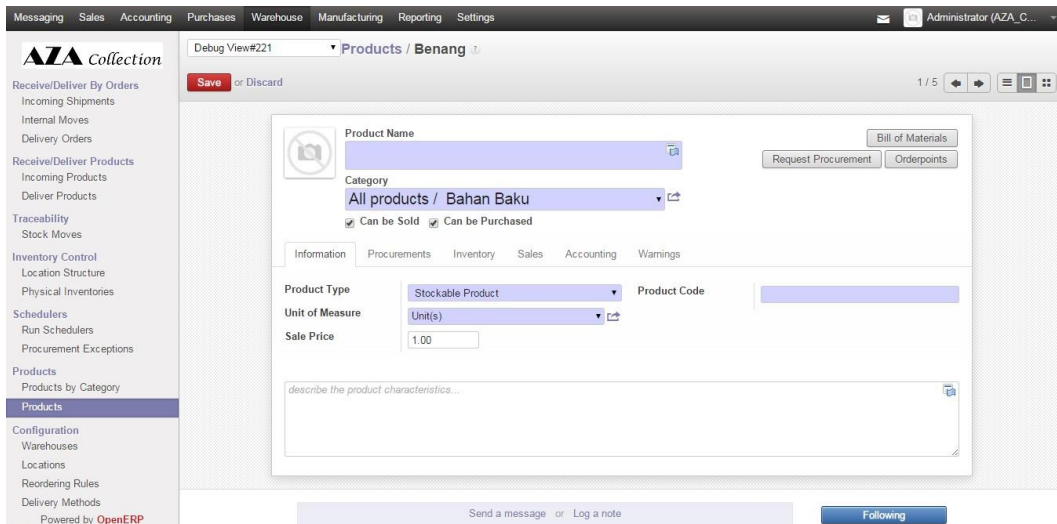 Messaging Sales Accounting Purchases Warehouse Manufacturing Reporting Settings Administrator (AZA_C...
AZA Collection
Receive/Deliver By Orders
Incoming Shipments
Internal Moves
Delivery Orders
Receive/Deliver Products
Incoming Products
Deliver Products
Traceability
Stock Moves
Inventory Control
Location Structure
Physical Inventories
Schedulers
Run Schedulers
Procurement Exceptions
Products
Products by Category
Products
Configuration
Warehouses
Locations
Reordering Rules
Delivery Methods
Powered by OpenERP
Debug View#221 Products / Benang
Save or Discard 1 / 5
Product Name
Bill of Materials
Request Procurement Orderpoints
Category
All products / Bahan Baku
Can be Sold Can be Purchased
Information Procurements Inventory Sales Accounting Warnings
Product Type Stockable Product Product Code
Unit of Measure Unit(s)
Sale Price 1.00
describe the product characteristics...
Send a message or Log a note Following